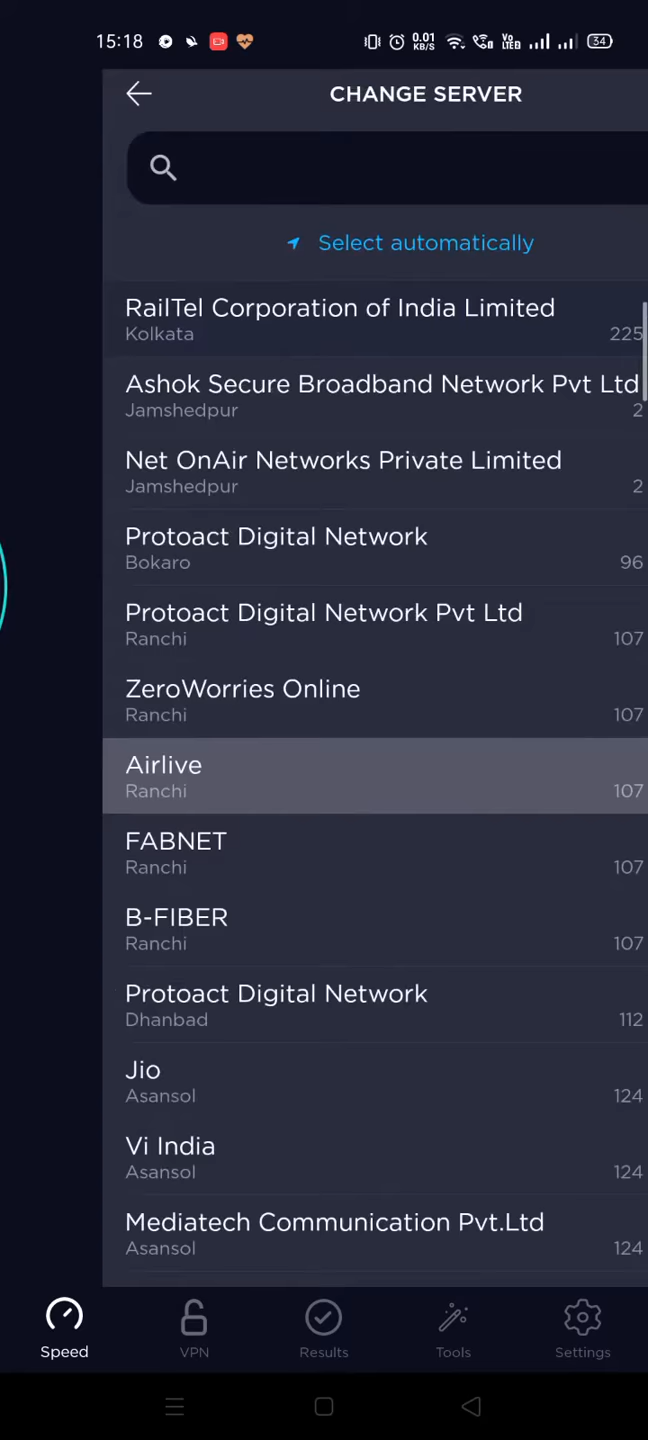 15:18
0.01
KB/S
Vo
LTE
34
CHANGE SERVER
Select automatically
RailTel Corporation of India Limited
Kolkata
225
Ashok Secure Broadband Network Pvt Ltd
Jamshedpur
2
Net OnAir Networks Private Limited
Jamshedpur
2
Protoact Digital Network
Bokaro
96
Protoact Digital Network Pvt Ltd
Ranchi
107
ZeroWorries Online
Ranchi
107
Airlive
Ranchi
107
FABNET
Ranchi
107
B-FIBER
Ranchi
107
Protoact Digital Network
Dhanbad
112
Jio
Asansol
124
Vi India
Asansol
124
Mediatech Communication Pvt.Ltd
Asansol
124
Speed
VPN
Results
Tools
Settings